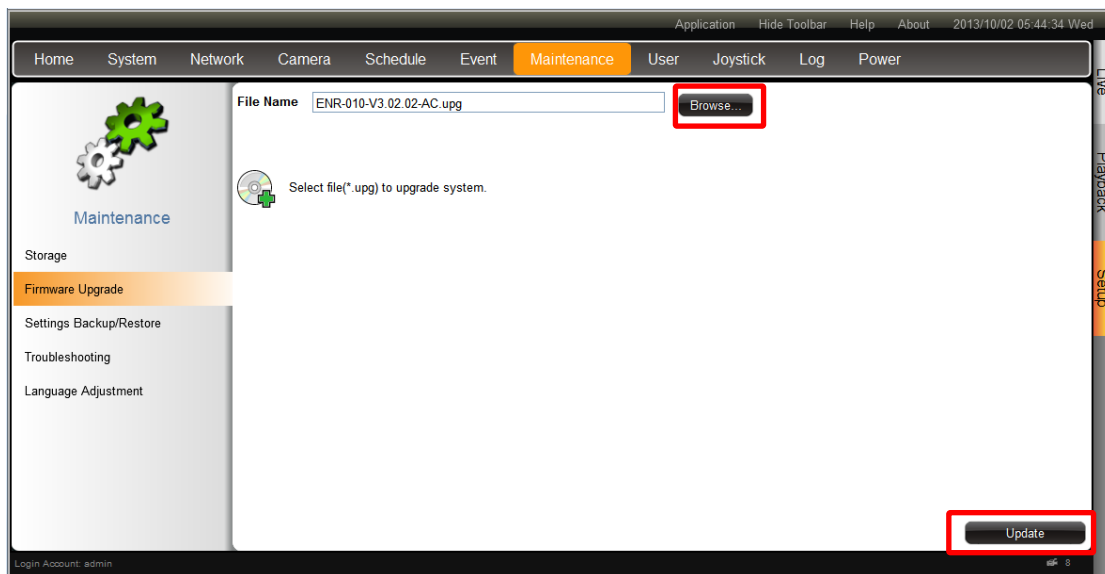 Application Hide Toolbar Help About 2013/10/02 05:44:34 Wed
Home System Network Camera Schedule Event Maintenance User Joystick Log Power
Live
Playback
Setup
File Name ENR-010-V3.02.02-AC.upg Browse...
Select file(*.upg) to upgrade system.
Maintenance
Storage
Firmware Upgrade
Settings Backup/Restore
Troubleshooting
Language Adjustment
Update
Login Account: admin 8